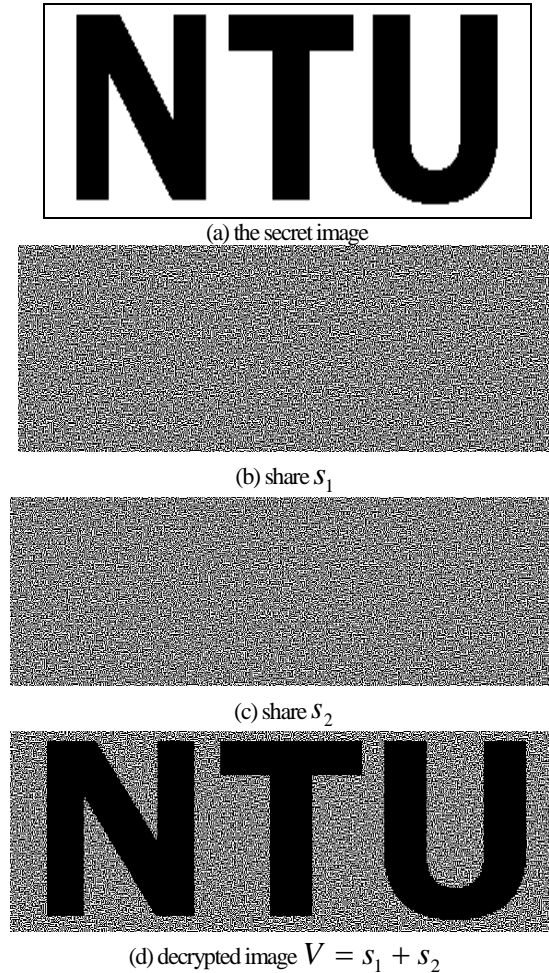 NTU
(a) the secret image
(b) share s₁
(c) share s₂
NTU
(d) decrypted image V = s₁ + s₂